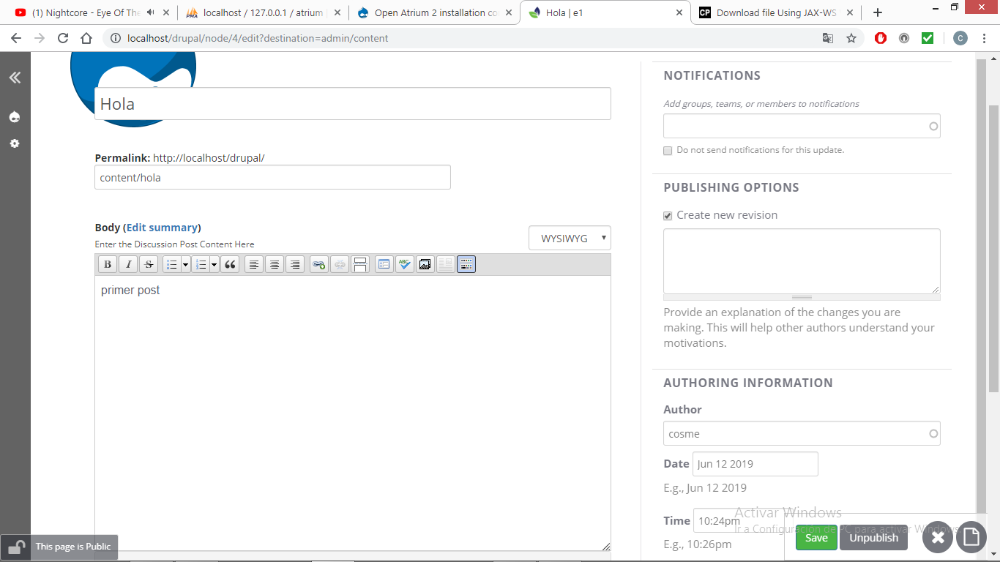 (1) Nightcore - Eye Of The
localhost / 127.0.0.1 / atrium
Open Atrium 2 installation co
Hola | e1
Download file Using JAX-WS
localhost/drupal/node/4/edit?destination=admin/content
Hola
Permalink: http://localhost/drupal/
content/hola
Body (Edit summary)
Enter the Discussion Post Content Here
WYSIWYG
B I S
ABC
primer post
NOTIFICATIONS
Add groups, teams, or members to notifications
Do not send notifications for this update.
PUBLISHING OPTIONS
Create new revision
Provide an explanation of the changes you are
making. This will help other authors understand your
motivations.
AUTHORING INFORMATION
Author
cosme
Date Jun 12 2019
E.g., Jun 12 2019
Time 10:24pm
E.g., 10:26pm
Activar Windows
Ir a Configuración de PC para activar Windows.
Save
Unpublish
This page is Public
PMA
CP
C